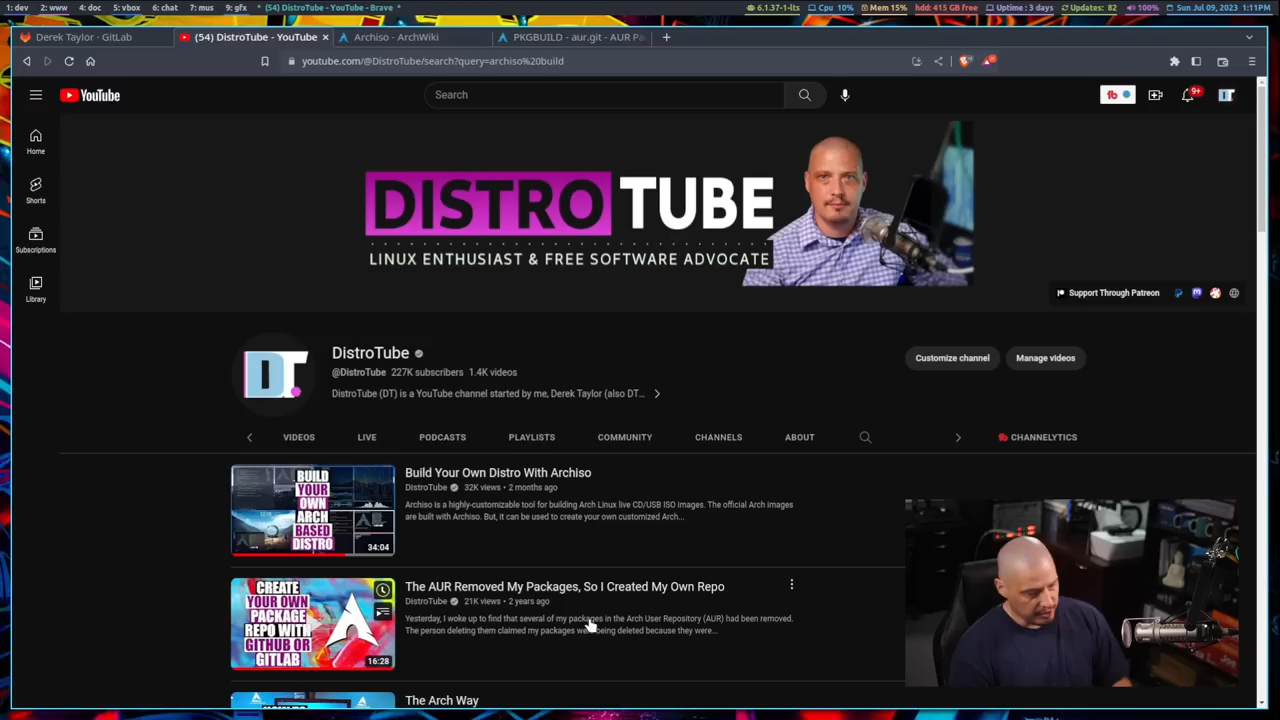 1: dev 2: www 4: doc 5: vbox 6: chat 7: mus 9: gfx * (54) DistroTube - YouTube - Brave * 6.1.37-1-lts Cpu 10% Mem 15% hdd: 415 GB free Uptime: 3 days Updates: 82 100% Sun Jul 09, 2023 1:11PM
Derek Taylor · GitLab (54) DistroTube - YouTube Archiso - ArchWiki PKGBUILD - aur.git - AUR Pa
youtube.com/@DistroTube/search?query=archiso%20build
YouTube
Search
9+
DT
Home
Shorts
Subscriptions
Library
DISTROTUBE
LINUX ENTHUSIAST & FREE SOFTWARE ADVOCATE
Support Through Patreon
DT
DistroTube
@DistroTube 227K subscribers 1.4K videos
DistroTube (DT) is a YouTube channel started by me, Derek Taylor (also DT...
Customize channel
Manage videos
VIDEOS LIVE PODCASTS PLAYLISTS COMMUNITY CHANNELS ABOUT CHANNELYTICS
BUILD
YOUR
OWN
ARCH
BASED
DISTRO
34:04
Build Your Own Distro With Archiso
DistroTube 32K views • 2 months ago
Archiso is a highly-customizable tool for building Arch Linux live CD/USB ISO images. The official Arch images
are built with Archiso. But, it can be used to create your own customized Arch...
CREATE
YOUR OWN
PACKAGE
REPO WITH
GITHUB OR
GITLAB
16:28
The AUR Removed My Packages, So I Created My Own Repo
DistroTube 21K views • 2 years ago
Yesterday, I woke up to find that several of my packages in the Arch User Repository (AUR) had been removed.
The person deleting them claimed my packages were being deleted because they were...
The Arch Way